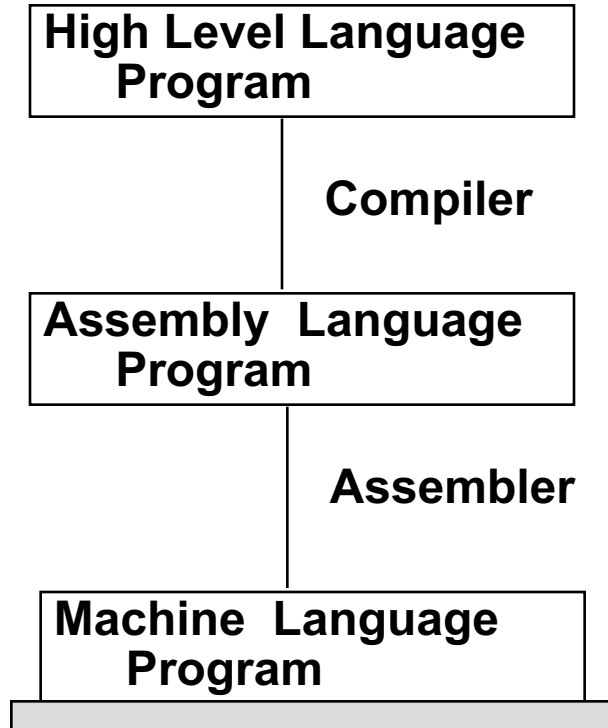 High Level Language
Program
Compiler
Assembly Language
Program
Assembler
Machine Language
Program